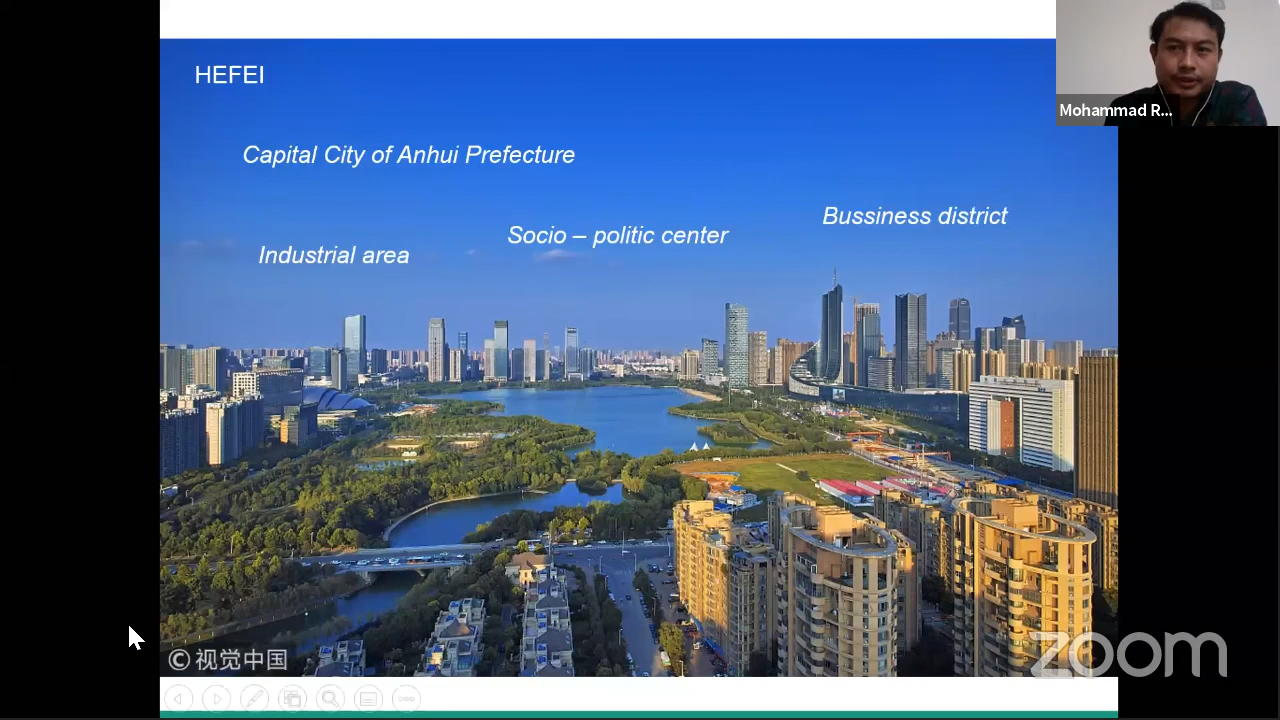 HEFEI
Capital City of Anhui Prefecture
Bussiness district
Socio – politic center
Industrial area
Mohammad R...
© 视觉中国
zoom